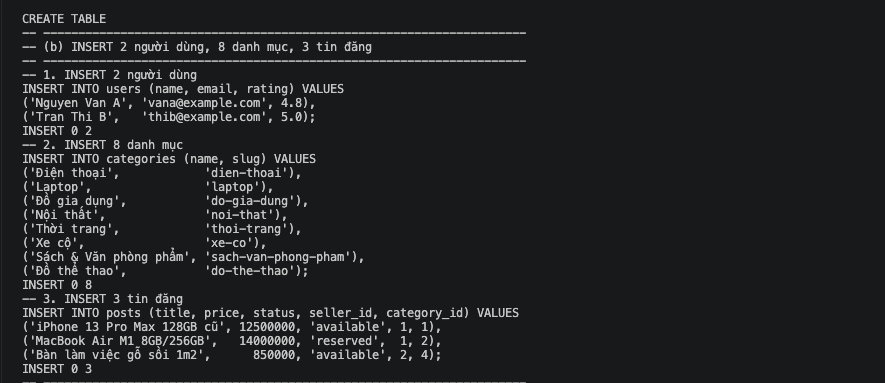 CREATE TABLE
-- --------------------------------------------------------------------
-- (b) INSERT 2 người dùng, 8 danh mục, 3 tin đăng
-- --------------------------------------------------------------------
-- 1. INSERT 2 người dùng
INSERT INTO users (name, email, rating) VALUES
('Nguyen Van A', 'vana@example.com', 4.8),
('Tran Thi B',   'thib@example.com', 5.0);
INSERT 0 2
-- 2. INSERT 8 danh mục
INSERT INTO categories (name, slug) VALUES
('Điện thoại',            'dien-thoai'),
('Laptop',                'laptop'),
('Đồ gia dụng',           'do-gia-dung'),
('Nội thất',              'noi-that'),
('Thời trang',            'thoi-trang'),
('Xe cộ',                 'xe-co'),
('Sách & Văn phòng phẩm', 'sach-van-phong-pham'),
('Đồ thể thao',           'do-the-thao');
INSERT 0 8
-- 3. INSERT 3 tin đăng
INSERT INTO posts (title, price, status, seller_id, category_id) VALUES
('iPhone 13 Pro Max 128GB cũ', 12500000, 'available', 1, 1),
('MacBook Air M1 8GB/256GB',   14000000, 'reserved',  1, 2),
('Bàn làm việc gỗ sồi 1m2',      850000, 'available', 2, 4);
INSERT 0 3
-- --------------------------------------------------------------------